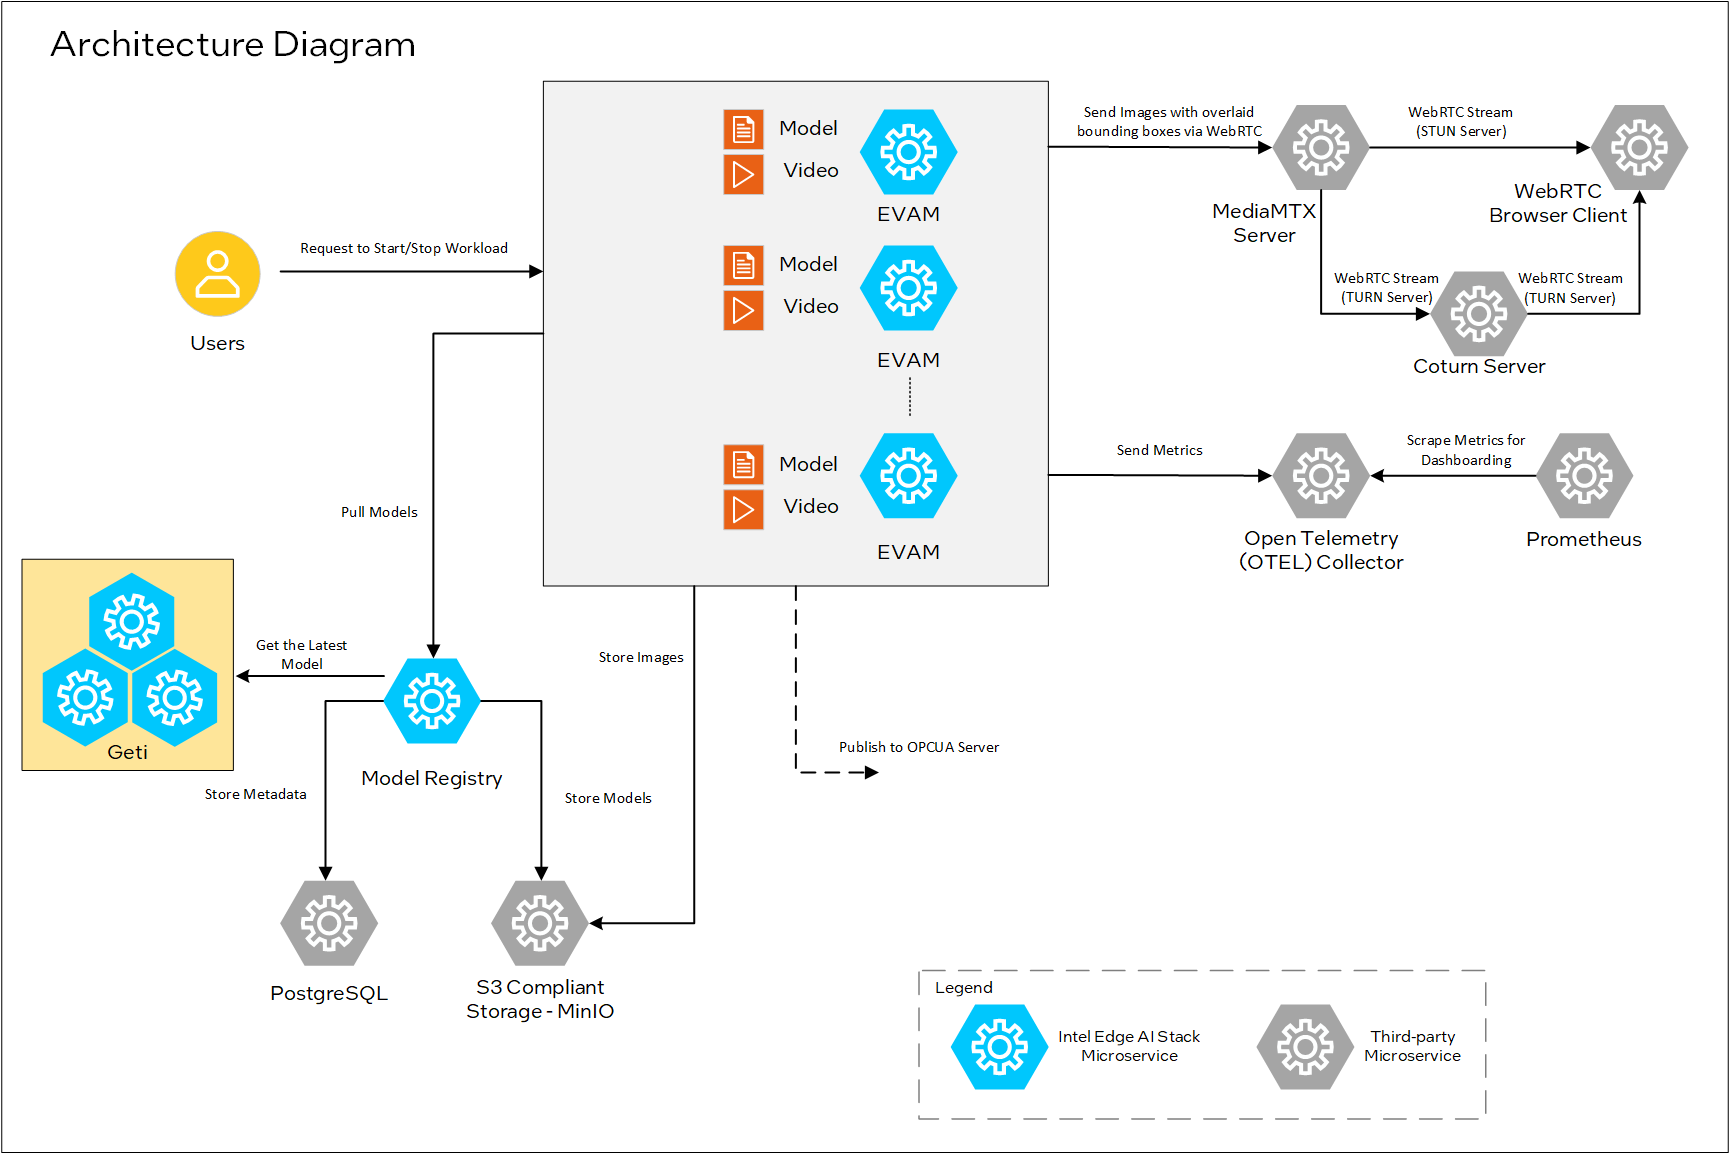 Architecture Diagram
Model
Video
EVAM
Model
Video
EVAM
Model
Video
EVAM
Request to Start/Stop Workload
Users
Send Images with overlaid
bounding boxes via WebRTC
MediaMTX
Server
WebRTC Stream
(STUN Server)
WebRTC
Browser Client
WebRTC Stream
(TURN Server)
WebRTC Stream
(TURN Server)
Coturn Server
Send Metrics
Open Telemetry
(OTEL) Collector
Scrape Metrics for
Dashboarding
Prometheus
Pull Models
Get the Latest
Model
Geti
Model Registry
Store Metadata
Store Models
Store Images
Publish to OPCUA Server
PostgreSQL
S3 Compliant
Storage - MinIO
Legend
Intel Edge AI Stack
Microservice
Third-party
Microservice